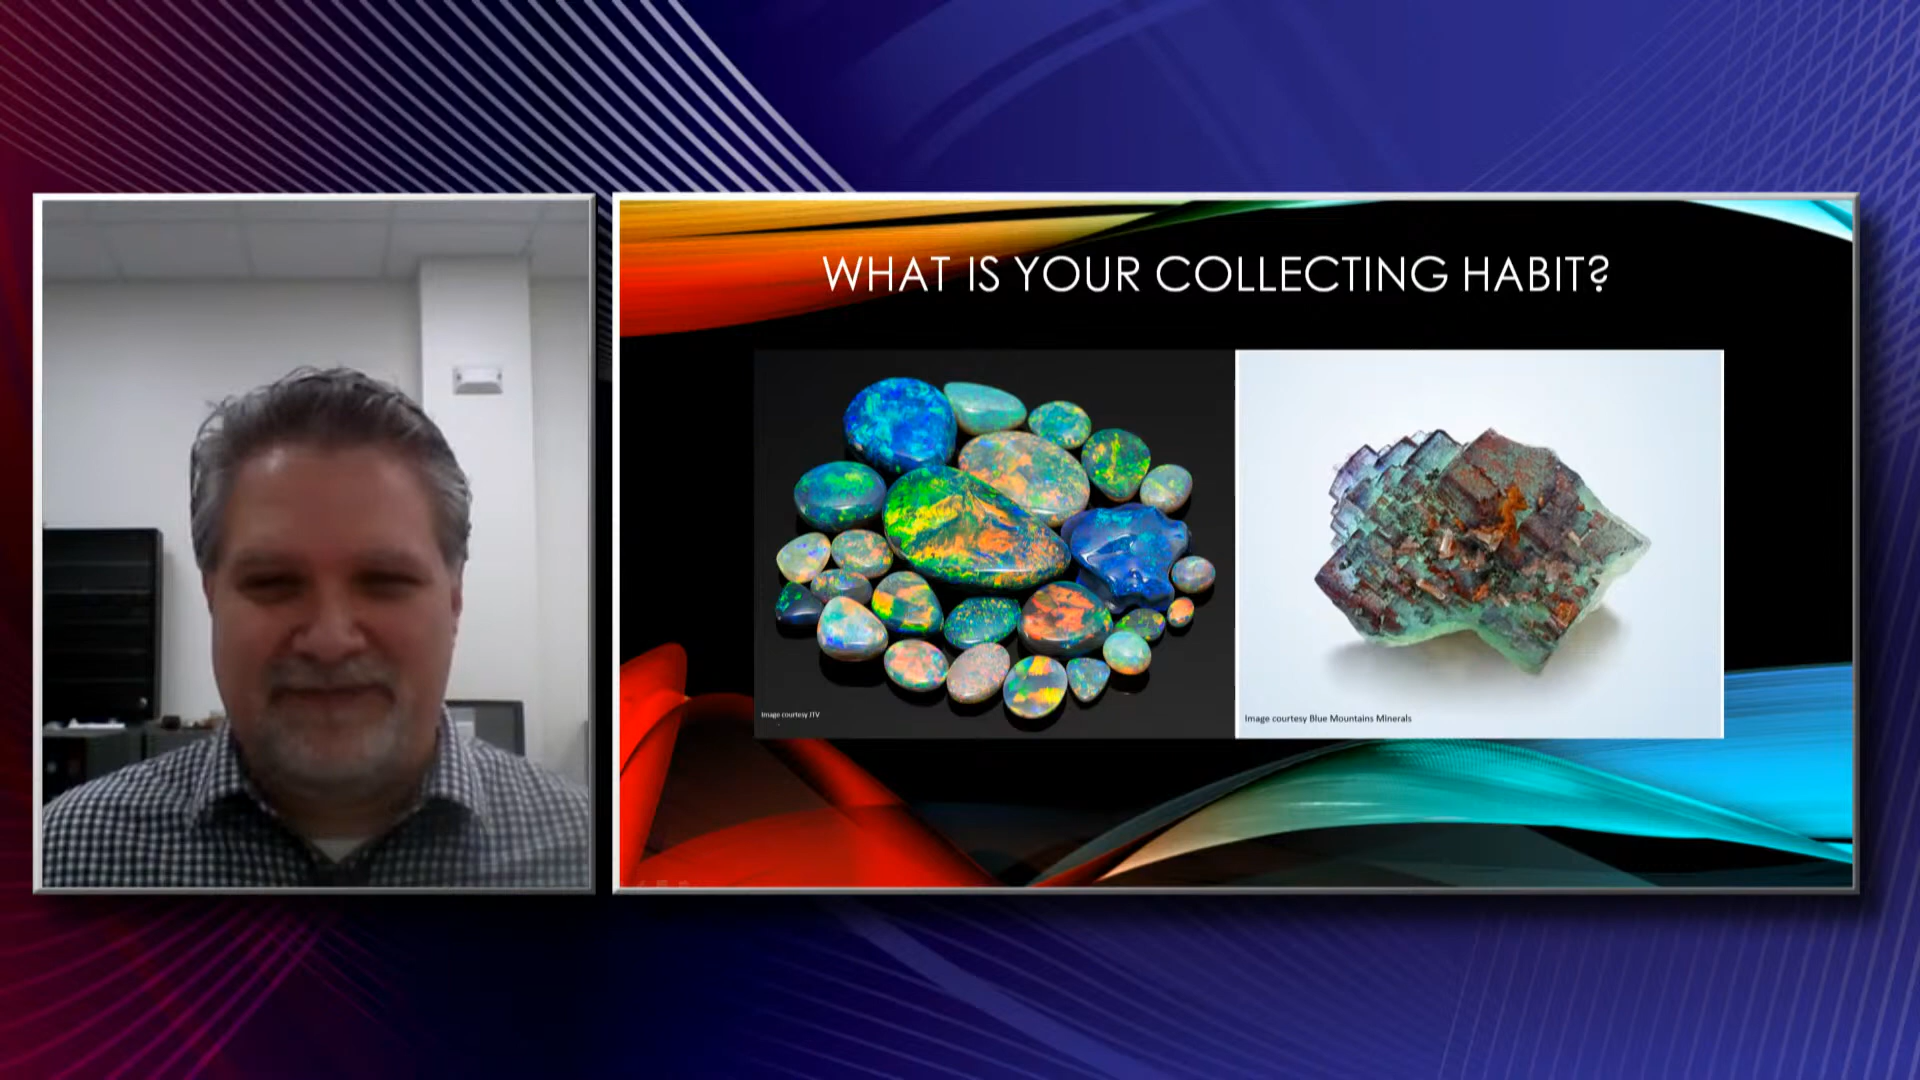 WHAT IS YOUR COLLECTING HABIT?
Image courtesy JTV
Image courtesy Blue Mountains Minerals